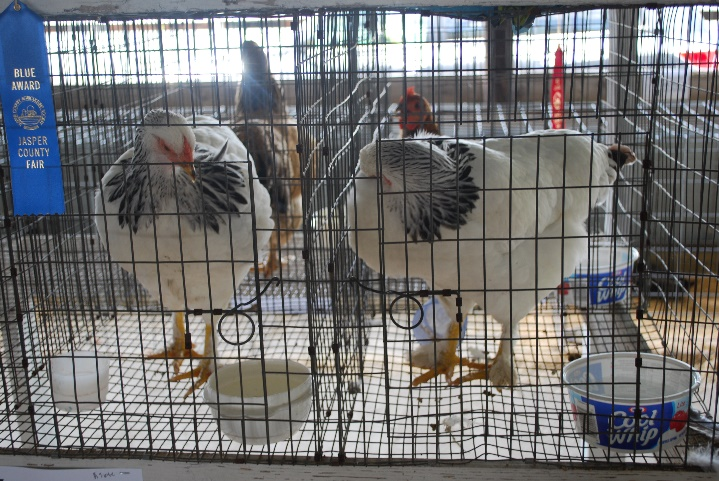 BLUE
AWARD
JASPER
COUNTY
FAIR
Cool
Whip